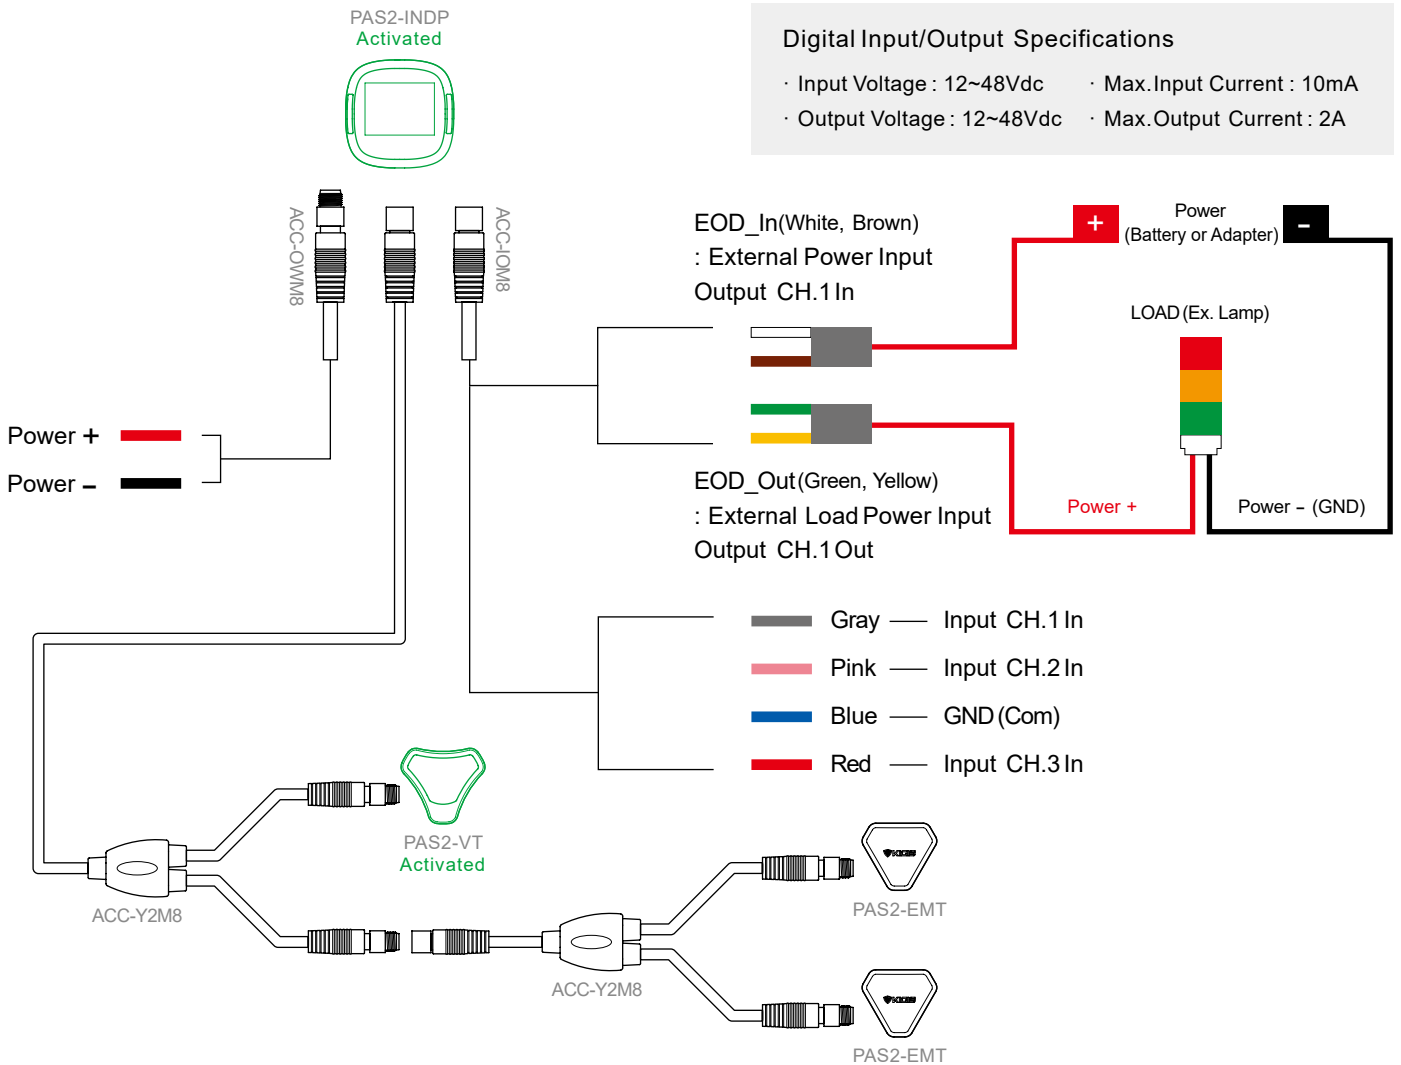 PAS2-INDP
Activated
Digital Input/Output Specifications
· Input Voltage : 12~48Vdc
· Max.Input Current : 10mA
· Output Voltage : 12~48Vdc
· Max.Output Current : 2A
ACC-OWM8
ACC-IOM8
EOD_In(White, Brown)
: External Power Input
Output CH.1 In
+
Power
(Battery or Adapter)
-
LOAD(Ex. Lamp)
Power +
Power –
EOD_Out(Green, Yellow)
: External Load Power Input
Output CH.1 Out
Power +
Power – (GND)
Gray — Input CH.1 In
Pink — Input CH.2 In
Blue — GND(Com)
Red — Input CH.3 In
PAS2-VT
Activated
ACC-Y2M8
PAS2-EMT
ACC-Y2M8
PAS2-EMT